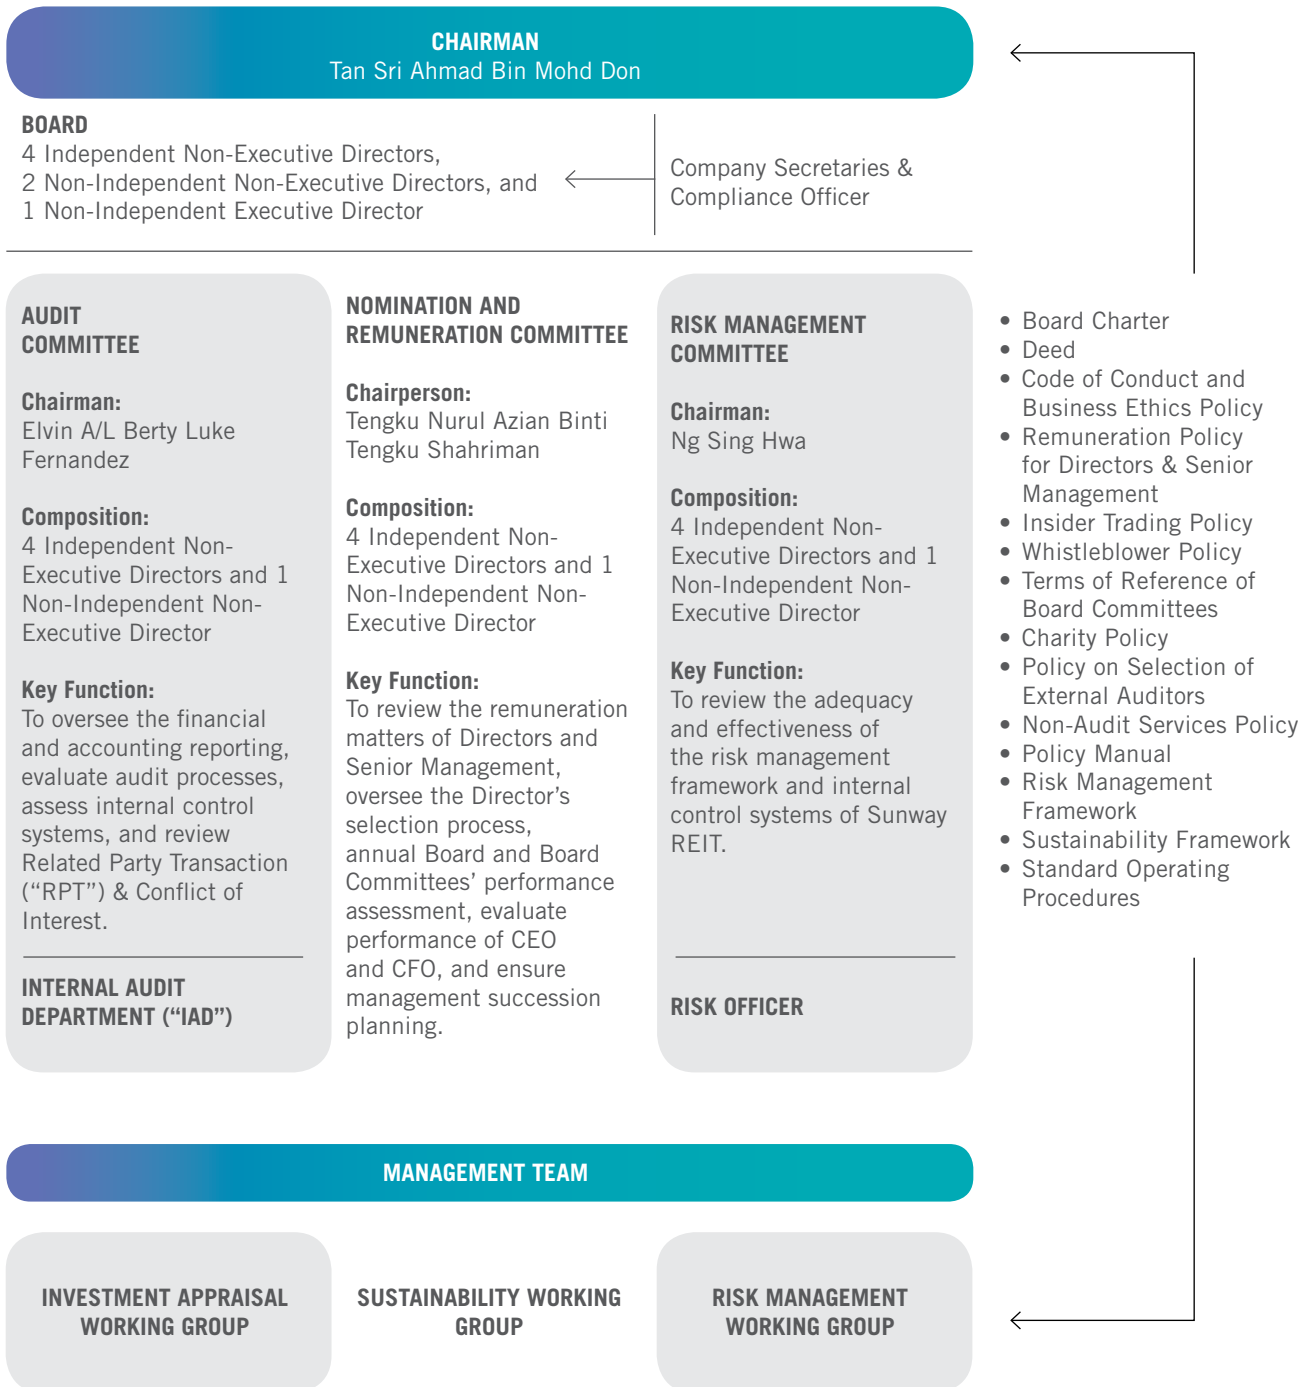 CHAIRMAN
Tan Sri Ahmad Bin Mohd Don
BOARD
4 Independent Non-Executive Directors,
2 Non-Independent Non-Executive Directors, and
1 Non-Independent Executive Director
Company Secretaries &
Compliance Officer
AUDIT
COMMITTEE
Chairman:
Elvin A/L Berty Luke
Fernandez
Composition:
4 Independent Non-
Executive Directors and 1
Non-Independent Non-
Executive Director
Key Function:
To oversee the financial
and accounting reporting,
evaluate audit processes,
assess internal control
systems, and review
Related Party Transaction
(“RPT”) & Conflict of
Interest.
INTERNAL AUDIT
DEPARTMENT (“IAD”)
NOMINATION AND
REMUNERATION COMMITTEE
Chairperson:
Tengku Nurul Azian Binti
Tengku Shahriman
Composition:
4 Independent Non-
Executive Directors and 1
Non-Independent Non-
Executive Director
Key Function:
To review the remuneration
matters of Directors and
Senior Management,
oversee the Director’s
selection process,
annual Board and Board
Committees’ performance
assessment, evaluate
performance of CEO
and CFO, and ensure
management succession
planning.
RISK MANAGEMENT
COMMITTEE
Chairman:
Ng Sing Hwa
Composition:
4 Independent Non-
Executive Directors and 1
Non-Independent Non-
Executive Director
Key Function:
To review the adequacy
and effectiveness of
the risk management
framework and internal
control systems of Sunway
REIT.
RISK OFFICER
• Board Charter
• Deed
• Code of Conduct and
Business Ethics Policy
• Remuneration Policy
for Directors & Senior
Management
• Insider Trading Policy
• Whistleblower Policy
• Terms of Reference of
Board Committees
• Charity Policy
• Policy on Selection of
External Auditors
• Non-Audit Services Policy
• Policy Manual
• Risk Management
Framework
• Sustainability Framework
• Standard Operating
Procedures
MANAGEMENT TEAM
INVESTMENT APPRAISAL
WORKING GROUP
SUSTAINABILITY WORKING
GROUP
RISK MANAGEMENT
WORKING GROUP